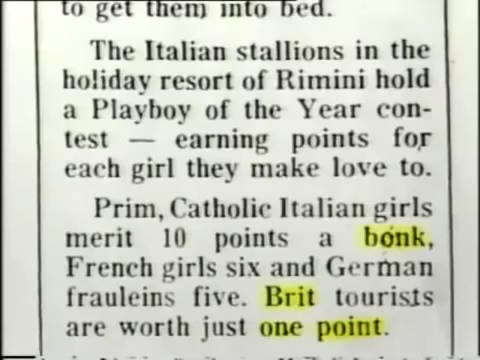 to get them into bed.
The Italian stallions in the
holiday resort of Rimini hold
a Playboy of the Year con-
test — earning points for
each girl they make love to.
Prim, Catholic Italian girls
merit 10 points a bonk,
French girls six and German
frauleins five. Brit tourists
are worth just one point.